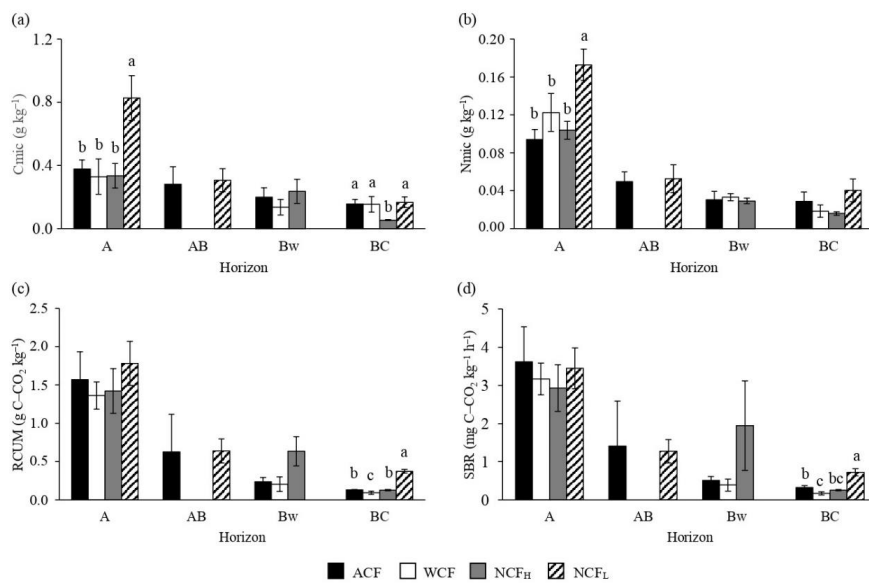 (a)
1.2
0.8
0.4
0.0
Cmic (g kg⁻¹)
b b b a
a a b a
A AB Bw BC
Horizon
(b)
0.20
0.16
0.12
0.08
0.04
0.00
Nmic (g kg⁻¹)
b b b a
A AB Bw BC
Horizon
(c)
2.5
2.0
1.5
1.0
0.5
0.0
RCUM (g C–CO₂ kg⁻¹)
b c b a
A AB Bw BC
Horizon
(d)
5
4
3
2
1
0
SBR (mg C–CO₂ kg⁻¹ h⁻¹)
b c bc a
A AB Bw BC
Horizon
ACF WCF NCF_H NCF_L